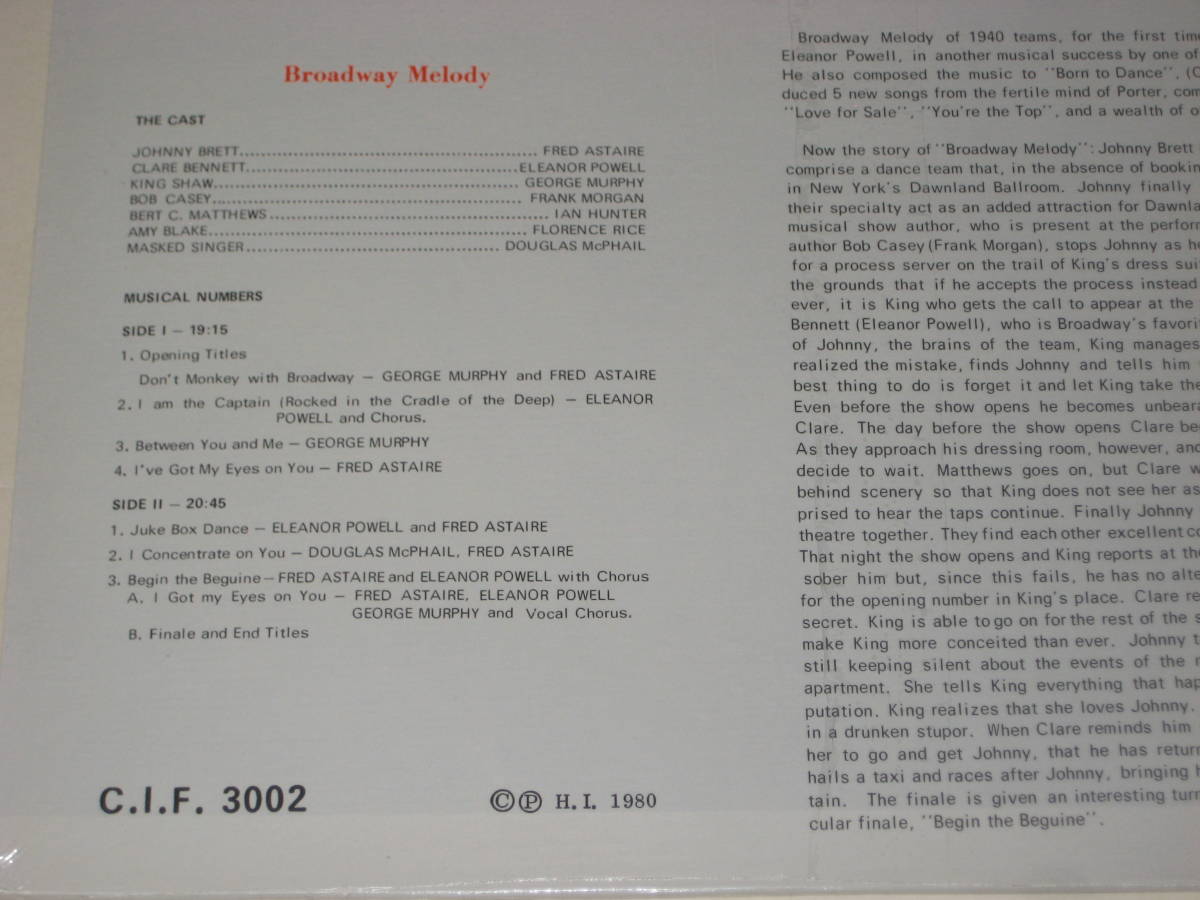 Broadway Melody
THE CAST
JOHNNY BRETT FRED ASTAIRE
CLARE BENNETT ELEANOR POWELL
KING SHAW GEORGE MURPHY
BOB CASEY FRANK MORGAN
BERT C. MATTHEWS IAN HUNTER
AMY BLAKE FLORENCE RICE
MASKED SINGER DOUGLAS McPHAIL
MUSICAL NUMBERS
SIDE I – 19:15
1. Opening Titles
Don't Monkey with Broadway – GEORGE MURPHY and FRED ASTAIRE
2. I am the Captain (Rocked in the Cradle of the Deep) – ELEANOR
POWELL and Chorus.
3. Between You and Me – GEORGE MURPHY
4. I've Got My Eyes on You – FRED ASTAIRE
SIDE II – 20:45
1. Juke Box Dance – ELEANOR POWELL and FRED ASTAIRE
2. I Concentrate on You – DOUGLAS McPHAIL, FRED ASTAIRE
3. Begin the Beguine – FRED ASTAIRE and ELEANOR POWELL with Chorus
A. I Got my Eyes on You – FRED ASTAIRE, ELEANOR POWELL
GEORGE MURPHY and Vocal Chorus.
B. Finale and End Titles
C.I.F. 3002
©℗ H.I. 1980
Broadway Melody of 1940 teams, for the first time
Eleanor Powell, in another musical success by one of
He also composed the music to "Born to Dance", (C
duced 5 new songs from the fertile mind of Porter, com
"Love for Sale", "You're the Top", and a wealth of o
Now the story of "Broadway Melody": Johnny Brett
comprise a dance team that, in the absence of bookin
in New York's Dawnland Ballroom. Johnny finally
their specialty act as an added attraction for Dawnla
musical show author, who is present at the perform
author Bob Casey (Frank Morgan), stops Johnny as he
for a process server on the trail of King's dress sui
the grounds that if he accepts the process instead
ever, it is King who gets the call to appear at the
Bennett (Eleanor Powell), who is Broadway's favori
of Johnny, the brains of the team, King manages
realized the mistake, finds Johnny and tells him
best thing to do is forget it and let King take the
Even before the show opens he becomes unbeara
Clare. The day before the show opens Clare be
As they approach his dressing room, however, and
decide to wait. Matthews goes on, but Clare w
behind scenery so that King does not see her as
prised to hear the taps continue. Finally Johnny
theatre together. They find each other excellent co
That night the show opens and King reports at the
sober him but, since this fails, he has no alte
for the opening number in King's place. Clare re
secret. King is able to go on for the rest of the s
make King more conceited than ever. Johnny t
still keeping silent about the events of the
apartment. She tells King everything that hap
putation. King realizes that she loves Johnny.
in a drunken stupor. When Clare reminds him
her to go and get Johnny, that he has retur
hails a taxi and races after Johnny, bringing h
tain. The finale is given an interesting turn
cular finale, "Begin the Beguine".